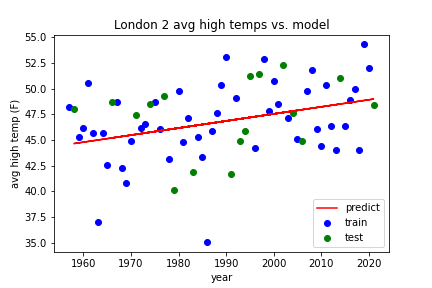 London 2 avg high temps vs. model
avg high temp (F)
55.0
52.5
50.0
47.5
45.0
42.5
40.0
37.5
35.0
1960
1970
1980
1990
2000
2010
2020
year
predict
train
test